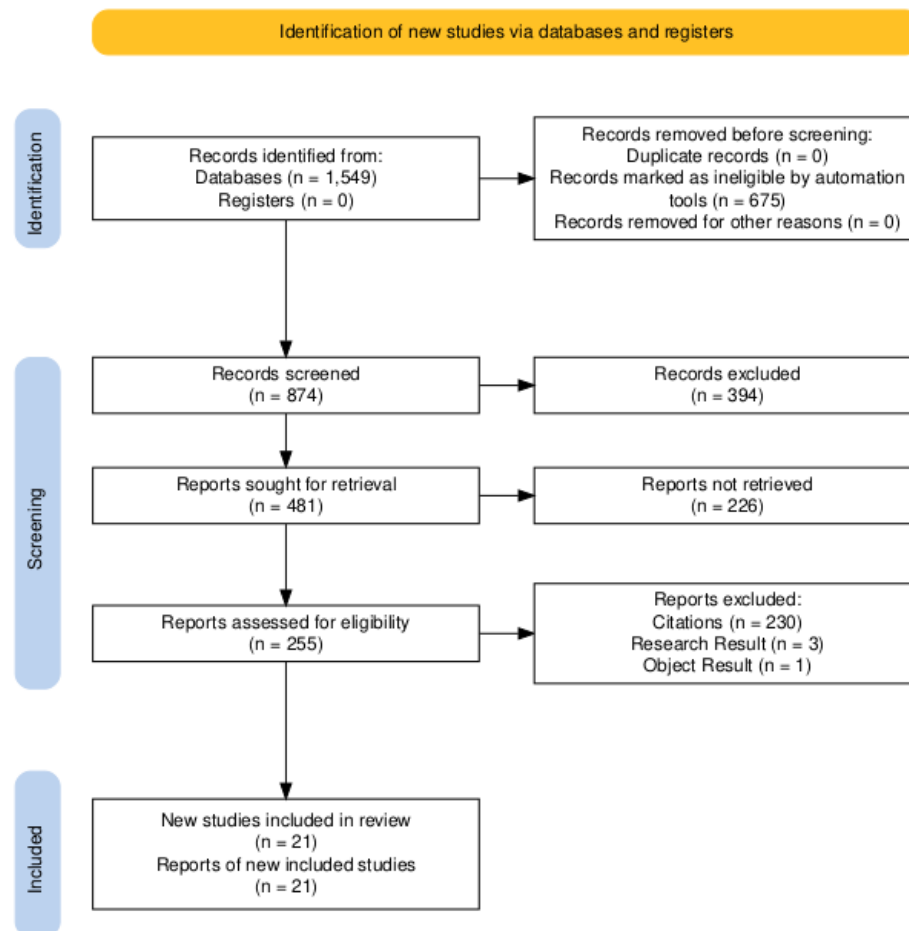 Identification of new studies via databases and registers
Identification
Records identified from:
Databases (n = 1,549)
Registers (n = 0)
Records removed before screening:
Duplicate records (n = 0)
Records marked as ineligible by automation
tools (n = 675)
Records removed for other reasons (n = 0)
Screening
Records screened
(n = 874)
Records excluded
(n = 394)
Reports sought for retrieval
(n = 481)
Reports not retrieved
(n = 226)
Reports assessed for eligibility
(n = 255)
Reports excluded:
Citations (n = 230)
Research Result (n = 3)
Object Result (n = 1)
Included
New studies included in review
(n = 21)
Reports of new included studies
(n = 21)